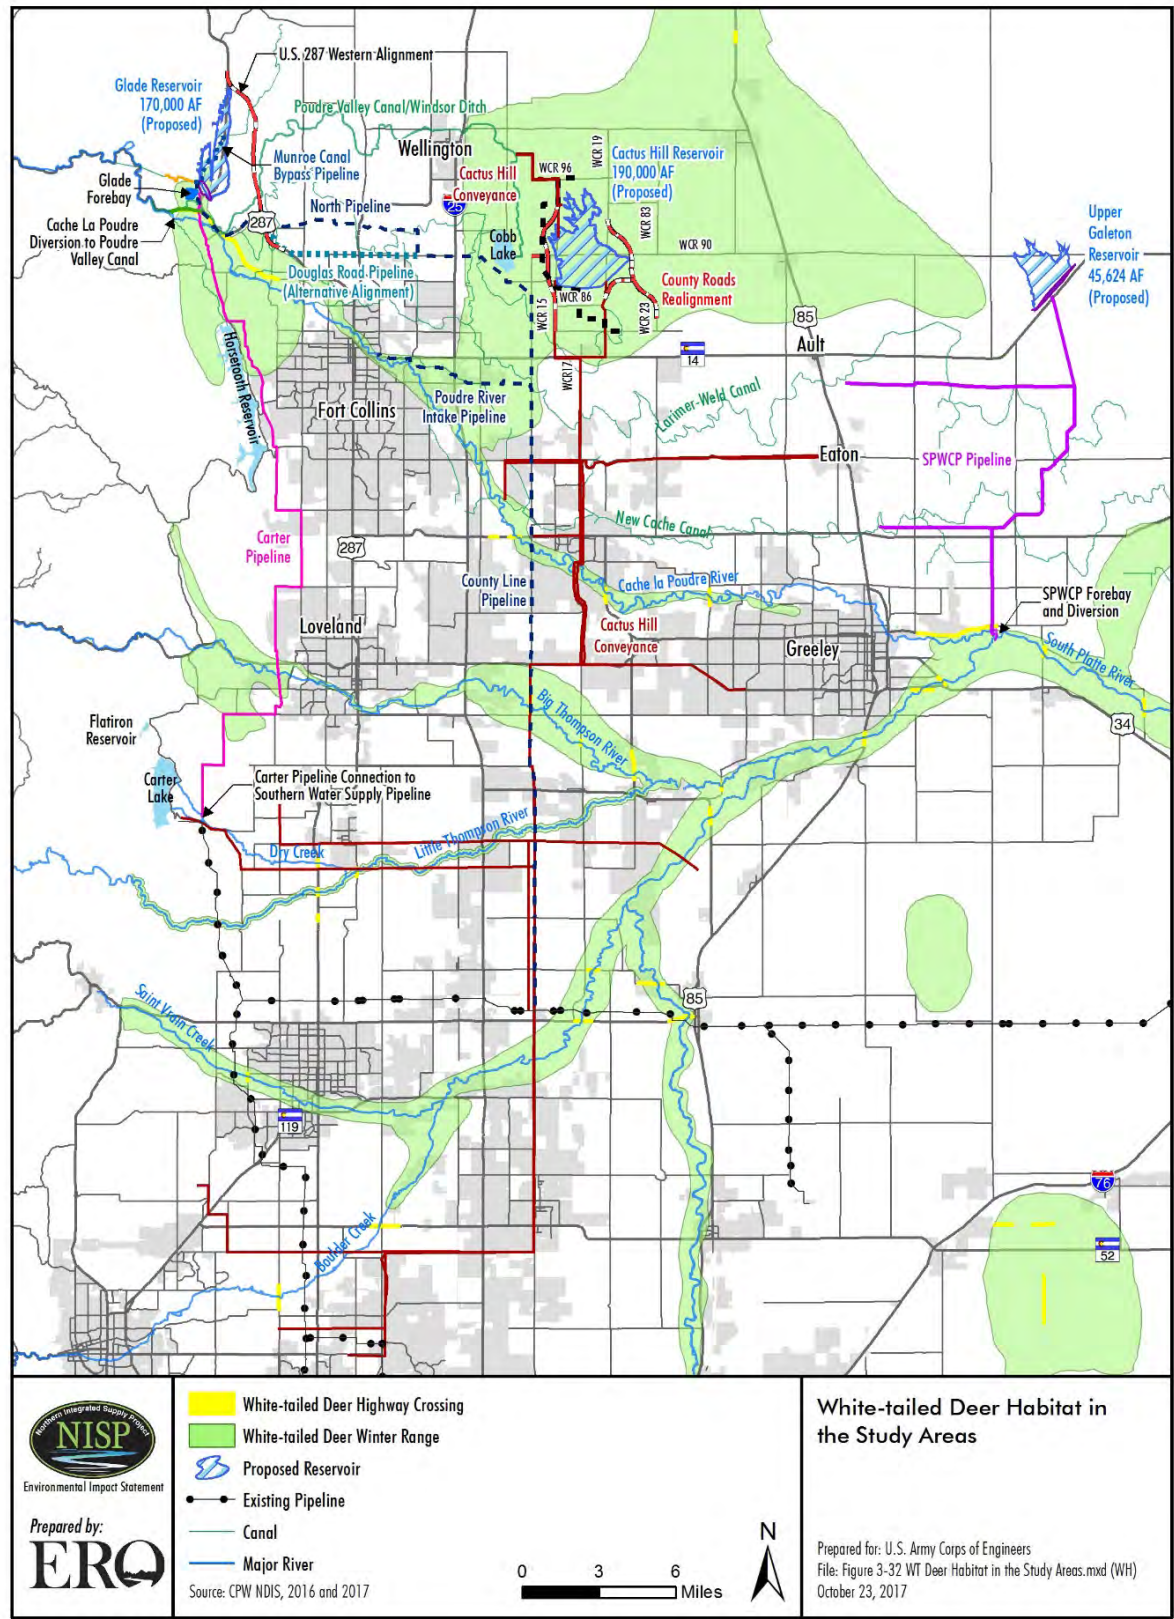 U.S. 287 Western Alignment
Glade Reservoir
170,000 AF
(Proposed)
Poudre Valley Canal/Windsor Ditch
Wellington
Munroe Canal
Bypass Pipeline
Glade
Forebay
Cactus Hill
Conveyance
WCR 96
WCR 19
Cactus Hill Reservoir
190,000 AF
(Proposed)
25
North Pipeline
287
Cache La Poudre
Diversion to Poudre
Valley Canal
Cobb
Lake
WCR 83
WCR 90
Upper
Galeton
Reservoir
45,624 AF
(Proposed)
Douglas Road Pipeline
(Alternative Alignment)
County Roads
Realignment
WCR 86
WCR 15
WCR 23
85
Ault
14
Horsetooth Reservoir
WCR17
Fort Collins
Poudre River
Intake Pipeline
Larimer-Weld Canal
Eaton
SPWCP Pipeline
New Cache Canal
Carter
Pipeline
287
County Line
Pipeline
Cache la Poudre River
SPWCP Forebay
and Diversion
Loveland
Cactus Hill
Conveyance
Greeley
South Platte River
Big Thompson River
34
Flatiron
Reservoir
Carter
Lake
Carter Pipeline Connection to
Southern Water Supply Pipeline
Little Thompson River
Dry Creek
85
Saint Vrain Creek
119
76
Boulder Creek
52
Northern Integrated Supply Project
NISP
Environmental Impact Statement
Prepared by:
ERO
White-tailed Deer Highway Crossing
White-tailed Deer Winter Range
Proposed Reservoir
Existing Pipeline
Canal
Major River
Source: CPW NDIS, 2016 and 2017
0 3 6
Miles
N
White-tailed Deer Habitat in
the Study Areas
Prepared for: U.S. Army Corps of Engineers
File: Figure 3-32 WT Deer Habitat in the Study Areas.mxd (WH)
October 23, 2017